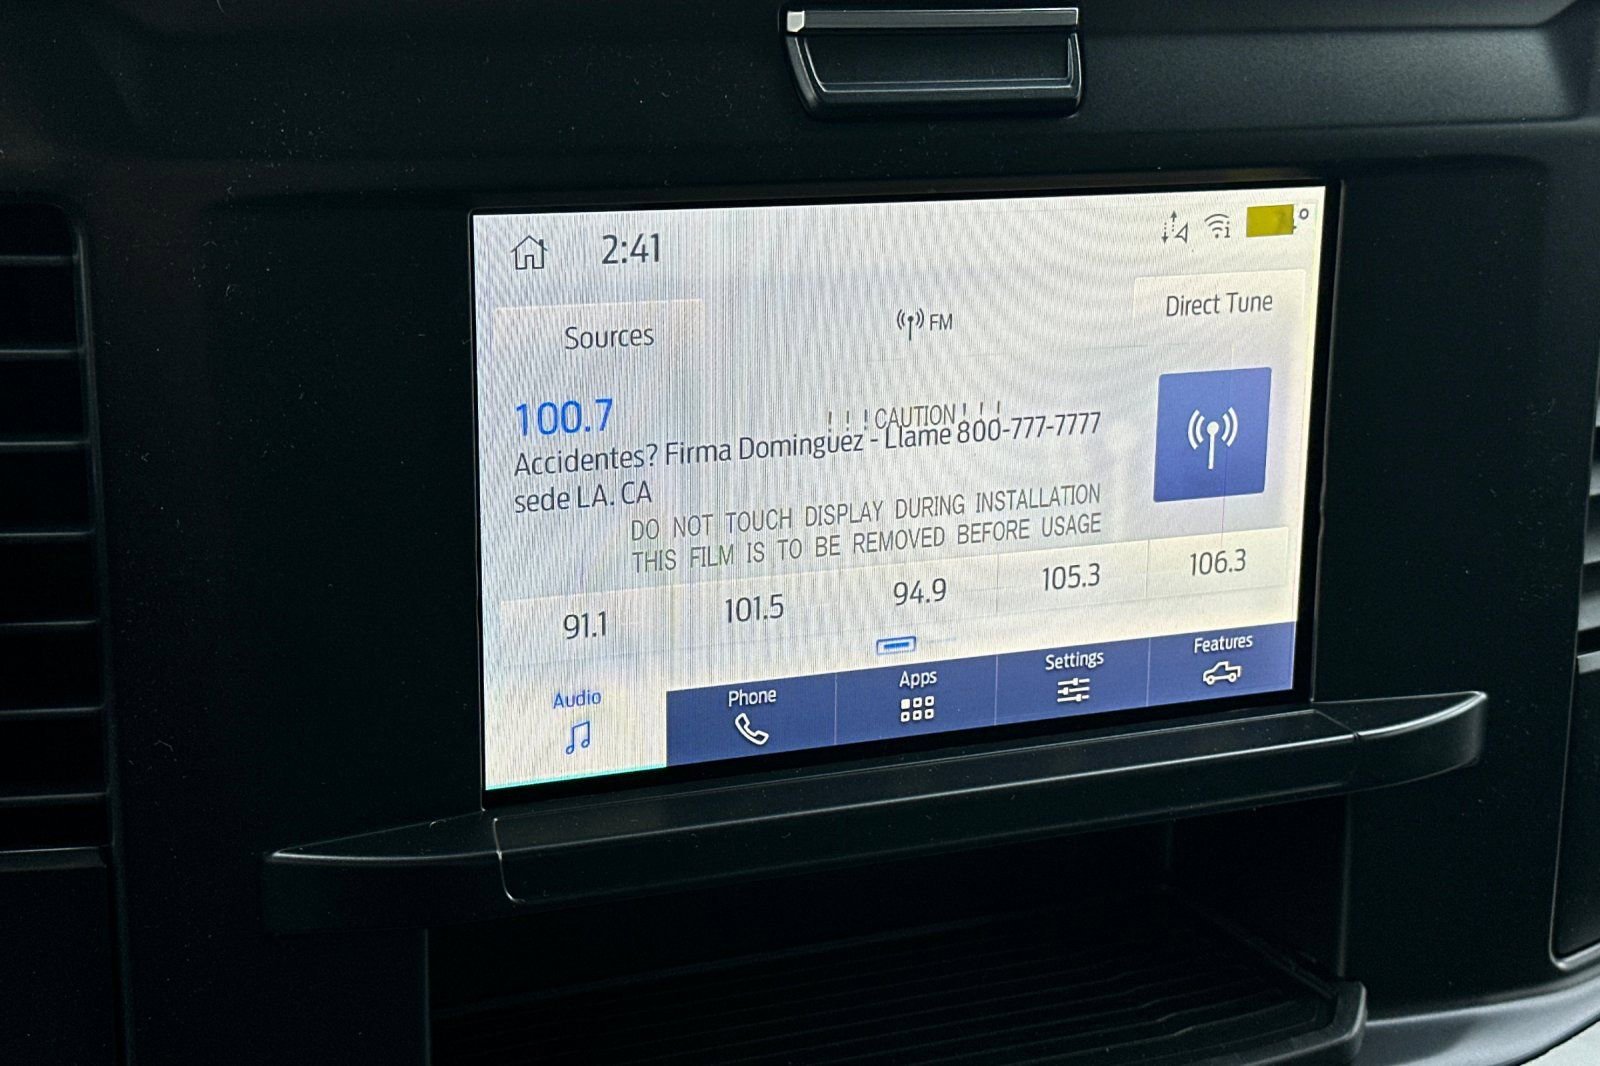 2:41
Sources
FM
Direct Tune
100.7
! ! ! CAUTION ! ! !
Accidentes? Firma Dominguez - Llame 800-777-7777
sede LA. CA
DO NOT TOUCH DISPLAY DURING INSTALLATION
THIS FILM IS TO BE REMOVED BEFORE USAGE
91.1
101.5
94.9
105.3
106.3
Audio
Phone
Apps
Settings
Features